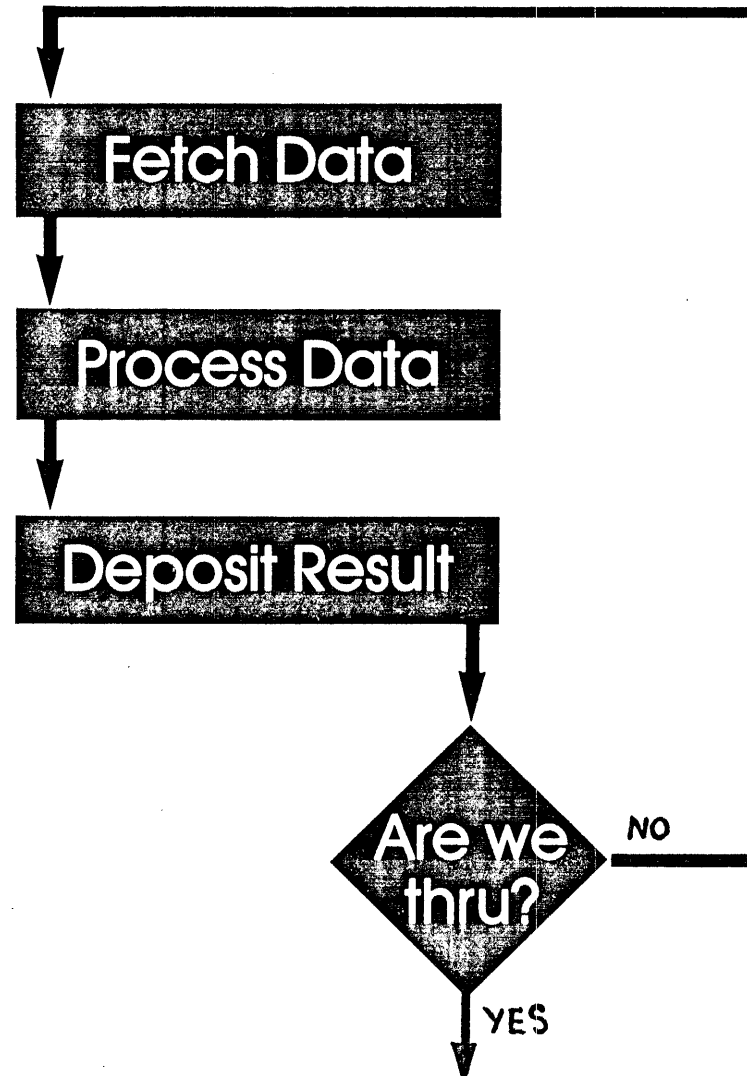 Fetch Data
Process Data
Deposit Result
Are we
thru?
NO
YES